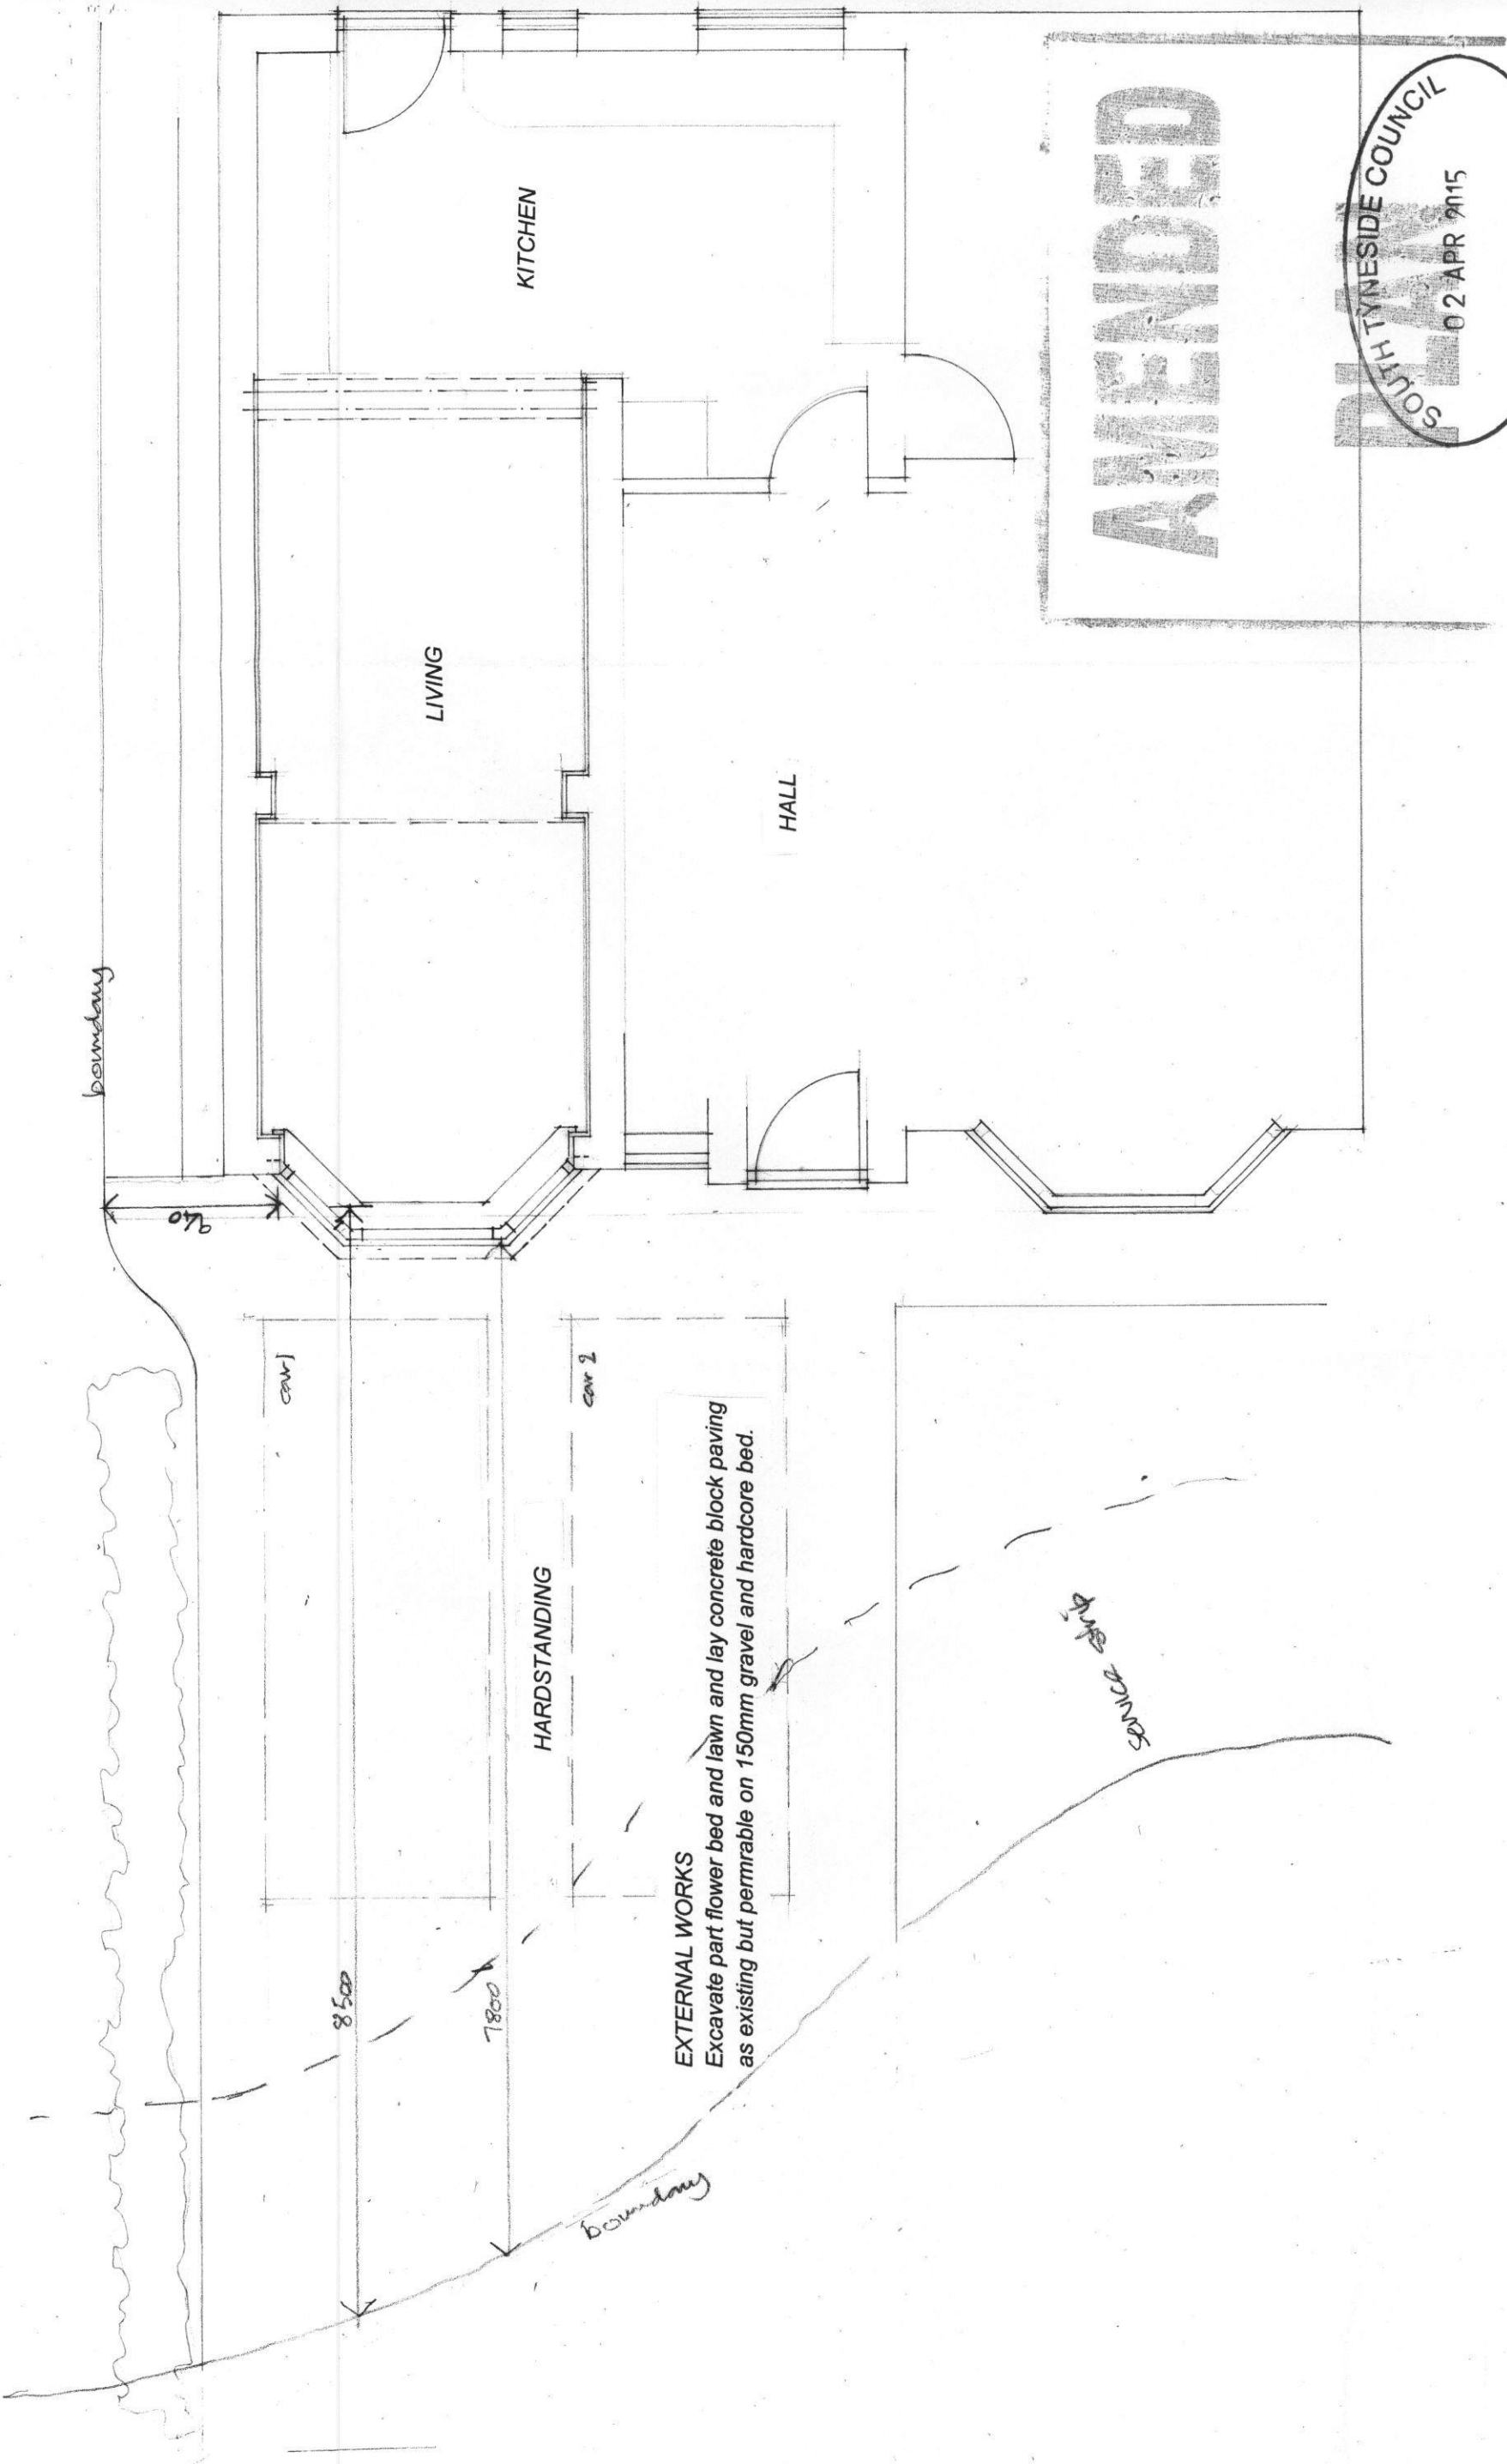 boundary
940
KITCHEN
LIVING
HALL
AMENDED
PLAN
SOUTH TYNESIDE COUNCIL
02 APR 2015
car 1
car 2
HARDSTANDING
8500
7800
EXTERNAL WORKS
Excavate part flower bed and lawn and lay concrete block paving
as existing but permrable on 150mm gravel and hardcore bed.
service strip
boundary